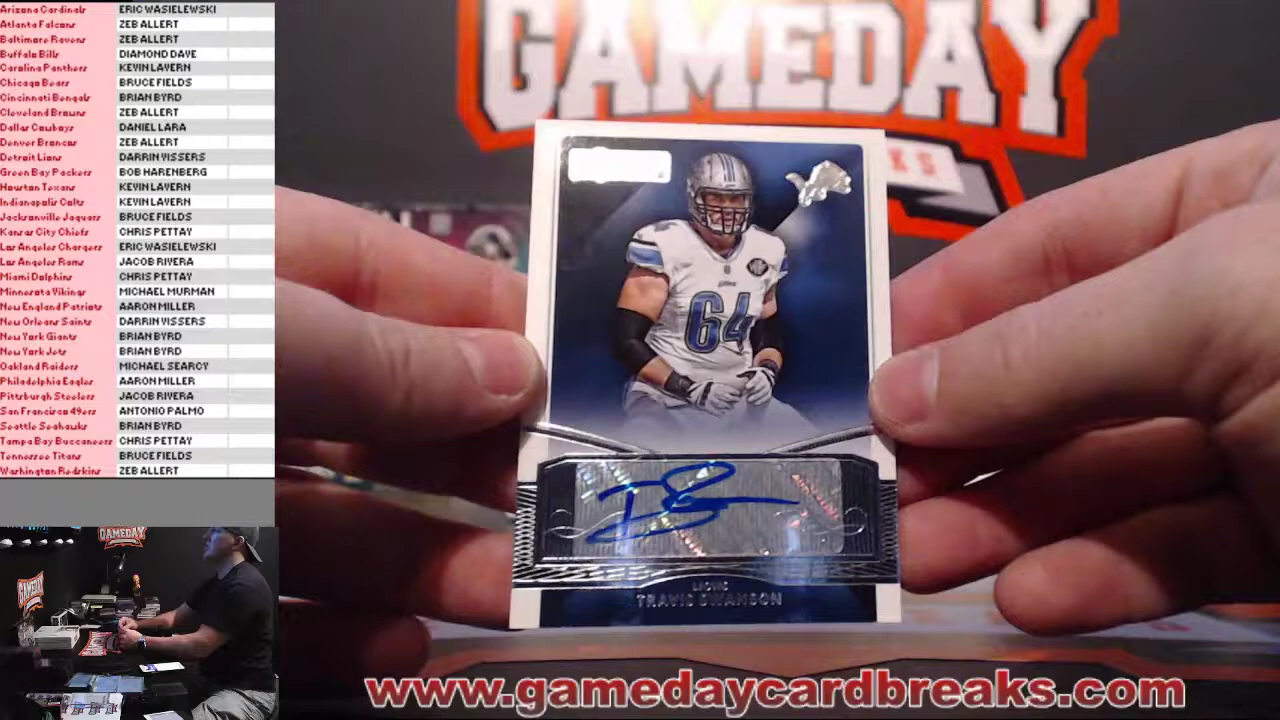 Arizona Cardinals ERIC WASIELEWSKI
Atlanta Falcons ZEB ALLERT
Baltimore Ravens ZEB ALLERT
Buffalo Bills DIAMOND DAVE
Carolina Panthers KEVIN LAVERN
Chicago Bears BRUCE FIELDS
Cincinnati Bengals BRIAN BYRD
Cleveland Browns ZEB ALLERT
Dallas Cowboys DANIEL LARA
Denver Broncos ZEB ALLERT
Detroit Lions DARRIN VISSERS
Green Bay Packers BOB HARENBERG
Houston Texans KEVIN LAVERN
Indianapolis Colts KEVIN LAVERN
Jacksonville Jaguars BRUCE FIELDS
Kansas City Chiefs CHRIS PETTAY
Los Angeles Chargers ERIC WASIELEWSKI
Los Angeles Rams JACOB RIVERA
Miami Dolphins CHRIS PETTAY
Minnesota Vikings MICHAEL MURMAN
New England Patriots AARON MILLER
New Orleans Saints DARRIN VISSERS
New York Giants BRIAN BYRD
New York Jets BRIAN BYRD
Oakland Raiders MICHAEL SEARCY
Philadelphia Eagles AARON MILLER
Pittsburgh Steelers JACOB RIVERA
San Francisco 49ers ANTONIO PALMO
Seattle Seahawks BRIAN BYRD
Tampa Bay Buccaneers CHRIS PETTAY
Tennessee Titans BRUCE FIELDS
Washington Redskins ZEB ALLERT
GAMEDAY
64
64
LIONS
TRAVIS SWANSON
GAMEDAY
GAMEDAY
www.gamedaycardbreaks.com